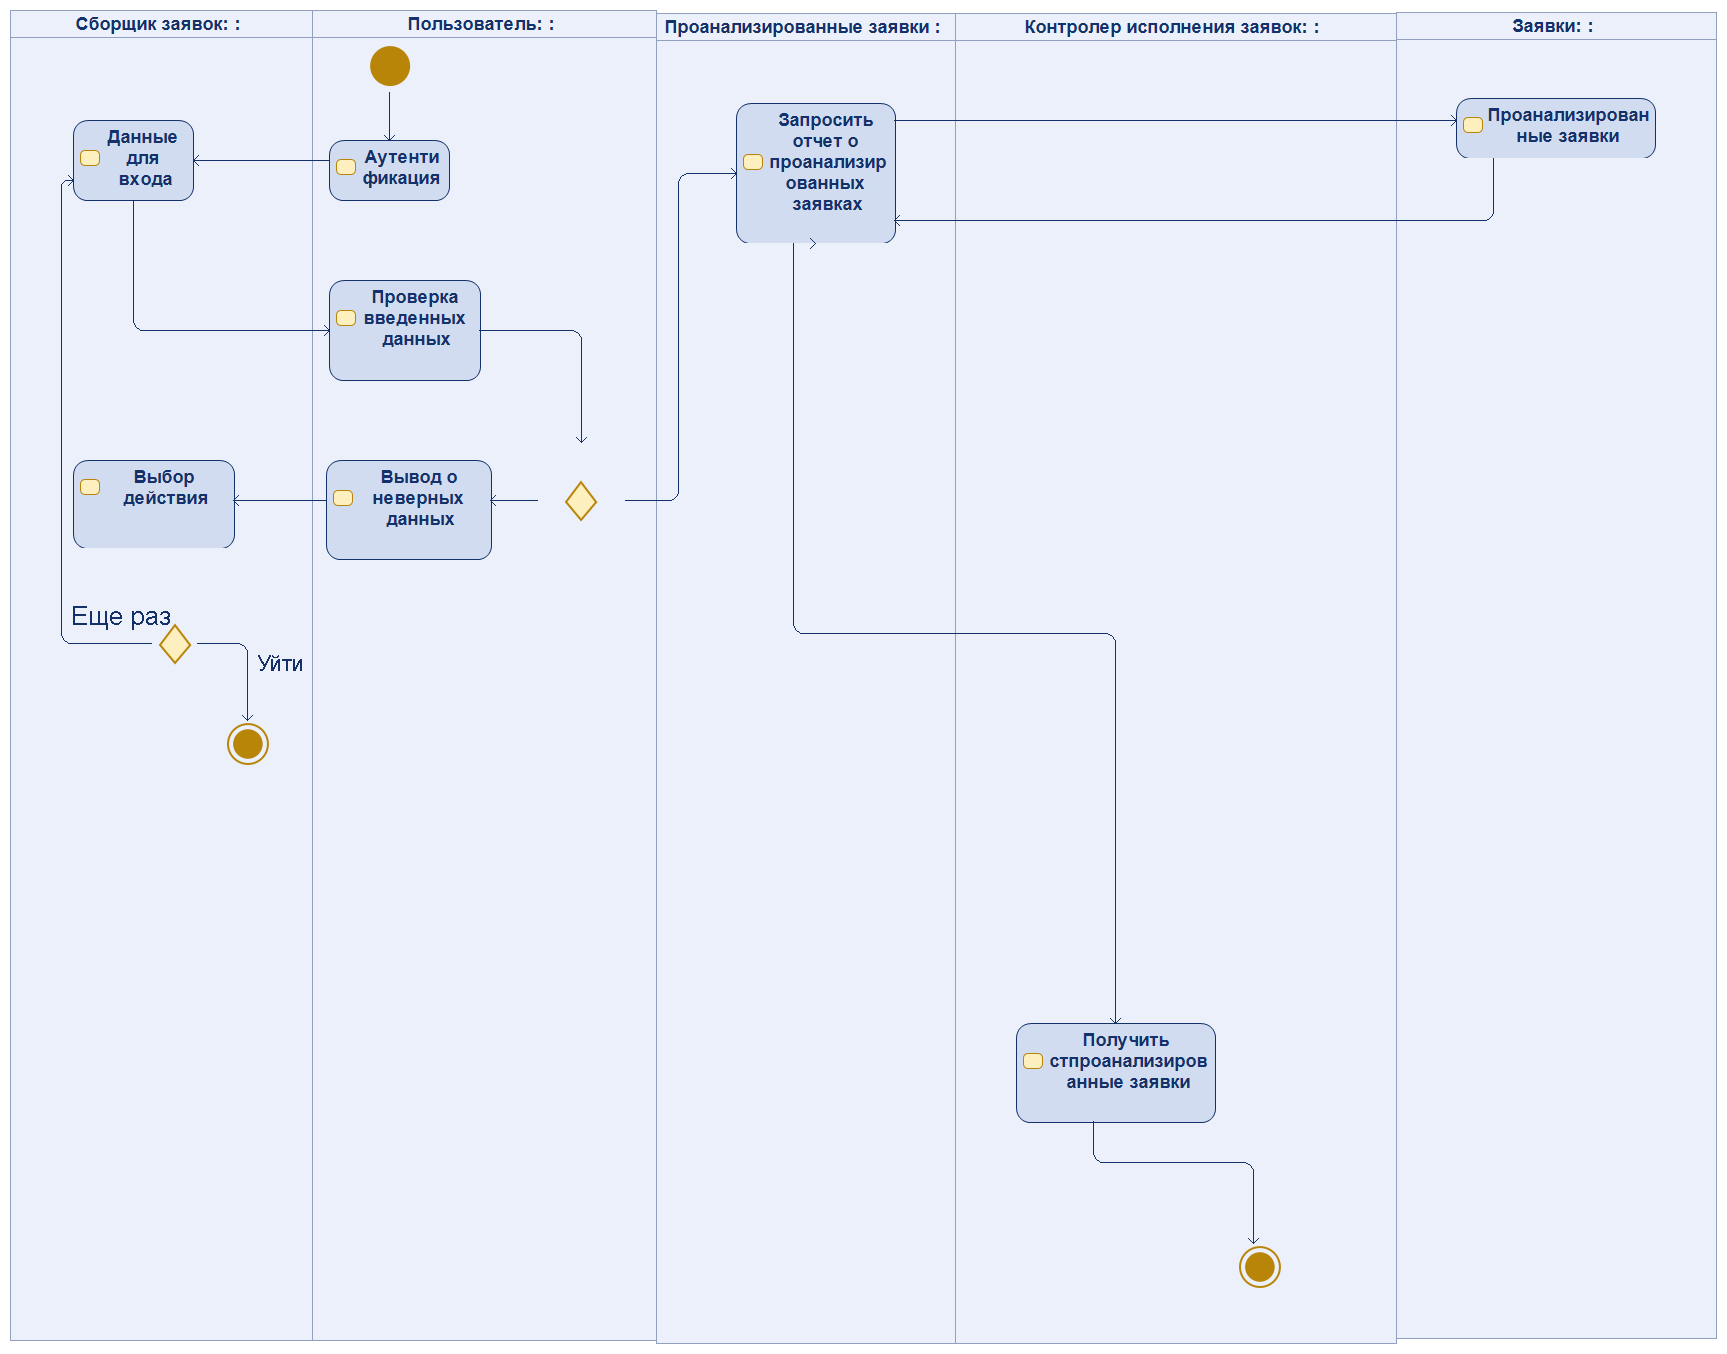 Сборщик заявок: :
Пользователь: :
Проанализированные заявки :
Контролер исполнения заявок: :
Заявки: :
Данные
для
входа
Аутенти
фикация
Запросить
отчет о
проанализир
ованных
заявках
Проанализирован
ные заявки
Проверка
введенных
данных
Выбор
действия
Вывод о
неверных
данных
Еще раз
Уйти
Получить
стпроанализиров
анные заявки